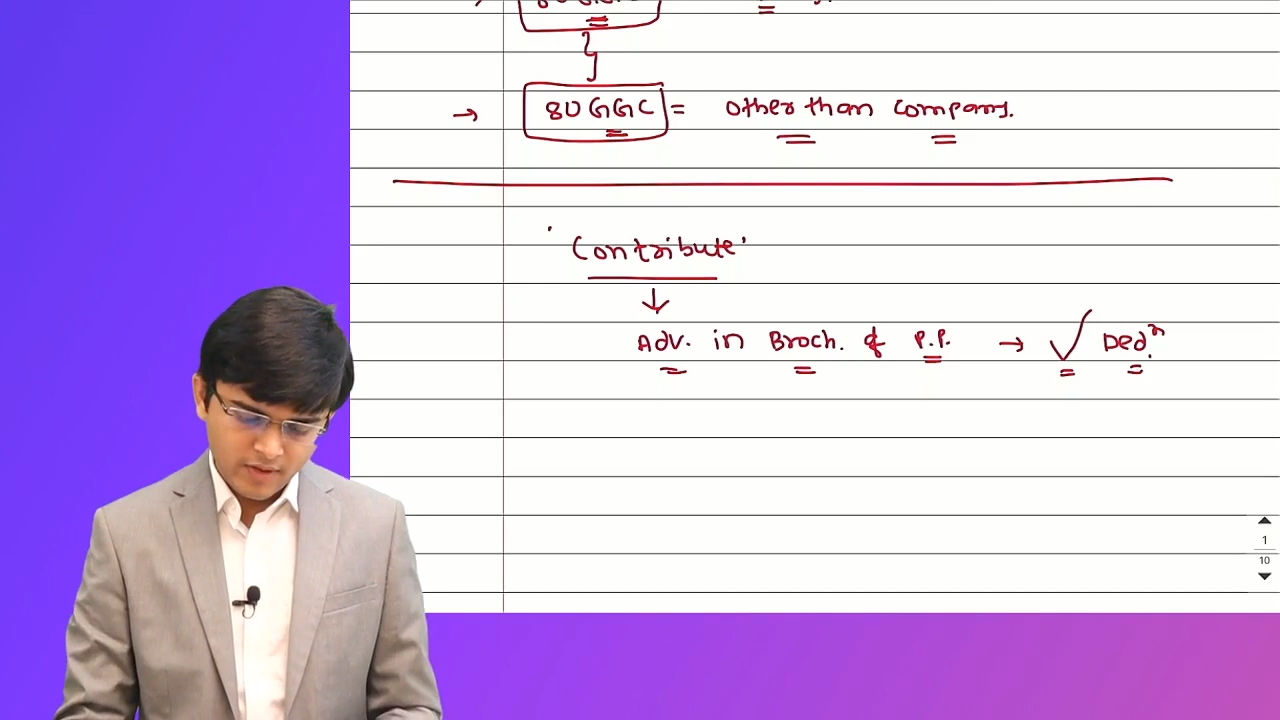 → 80GGC = other than company.
'Contribute'
↓
Adv. in Broch. of P.P. → ✓ Dedⁿ.
1
10